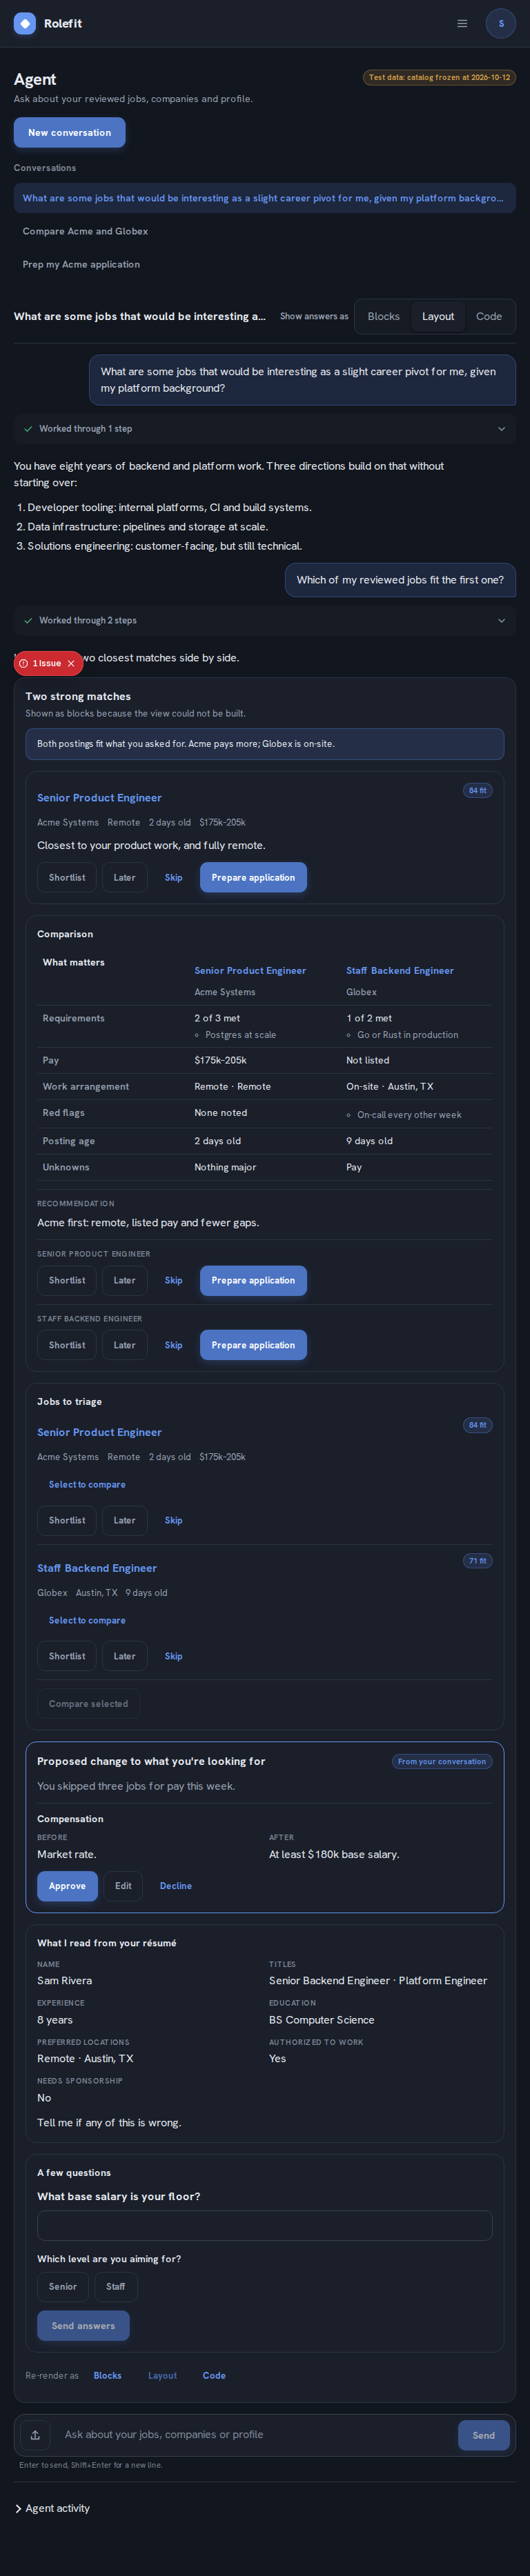 Rolefit
S
Agent
Test data: catalog frozen at 2026-10-12
Ask about your reviewed jobs, companies and profile.
New conversation
Conversations
What are some jobs that would be interesting as a slight career pivot for me, given my platform backgro…
Compare Acme and Globex
Prep my Acme application
What are some jobs that would be interesting a…
Show answers as
Blocks
Layout
Code
What are some jobs that would be interesting as a slight career pivot for me, given
my platform background?
Worked through 1 step
You have eight years of backend and platform work. Three directions build on that without
starting over:
1. Developer tooling: internal platforms, CI and build systems.
2. Data infrastructure: pipelines and storage at scale.
3. Solutions engineering: customer-facing, but still technical.
Which of my reviewed jobs fit the first one?
Worked through 2 steps
1 Issue
wo closest matches side by side.
Two strong matches
Shown as blocks because the view could not be built.
Both postings fit what you asked for. Acme pays more; Globex is on-site.
Senior Product Engineer
84 fit
Acme Systems Remote 2 days old $175k–205k
Closest to your product work, and fully remote.
Shortlist Later Skip Prepare application
Comparison
What matters Senior Product Engineer Staff Backend Engineer
Acme Systems Globex
Requirements 2 of 3 met 1 of 2 met
Postgres at scale Go or Rust in production
Pay $175k–205k Not listed
Work arrangement Remote · Remote On-site · Austin, TX
Red flags None noted On-call every other week
Posting age 2 days old 9 days old
Unknowns Nothing major Pay
RECOMMENDATION
Acme first: remote, listed pay and fewer gaps.
SENIOR PRODUCT ENGINEER
Shortlist Later Skip Prepare application
STAFF BACKEND ENGINEER
Shortlist Later Skip Prepare application
Jobs to triage
Senior Product Engineer
84 fit
Acme Systems Remote 2 days old $175k–205k
Select to compare
Shortlist Later Skip
Staff Backend Engineer
71 fit
Globex Austin, TX 9 days old
Select to compare
Shortlist Later Skip
Compare selected
Proposed change to what you're looking for
From your conversation
You skipped three jobs for pay this week.
Compensation
BEFORE AFTER
Market rate. At least $180k base salary.
Approve Edit Decline
What I read from your résumé
NAME TITLES
Sam Rivera Senior Backend Engineer · Platform Engineer
EXPERIENCE EDUCATION
8 years BS Computer Science
PREFERRED LOCATIONS AUTHORIZED TO WORK
Remote · Austin, TX Yes
NEEDS SPONSORSHIP
No
Tell me if any of this is wrong.
A few questions
What base salary is your floor?
Which level are you aiming for?
Senior Staff
Send answers
Re-render as Blocks Layout Code
Ask about your jobs, companies or profile
Send
Enter to send, Shift+Enter for a new line.
Agent activity